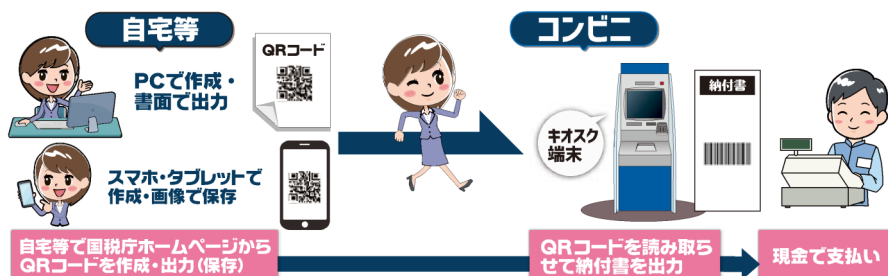 自宅等
PCで作成・
書面で出力
QRコード
スマホ・タブレットで
作成・画像で保存
自宅等で国税庁ホームページから
QRコードを作成・出力(保存)
コンビニ
キオスク
端末
納付書
QRコードを読み取ら
せて納付書を出力
現金で支払い